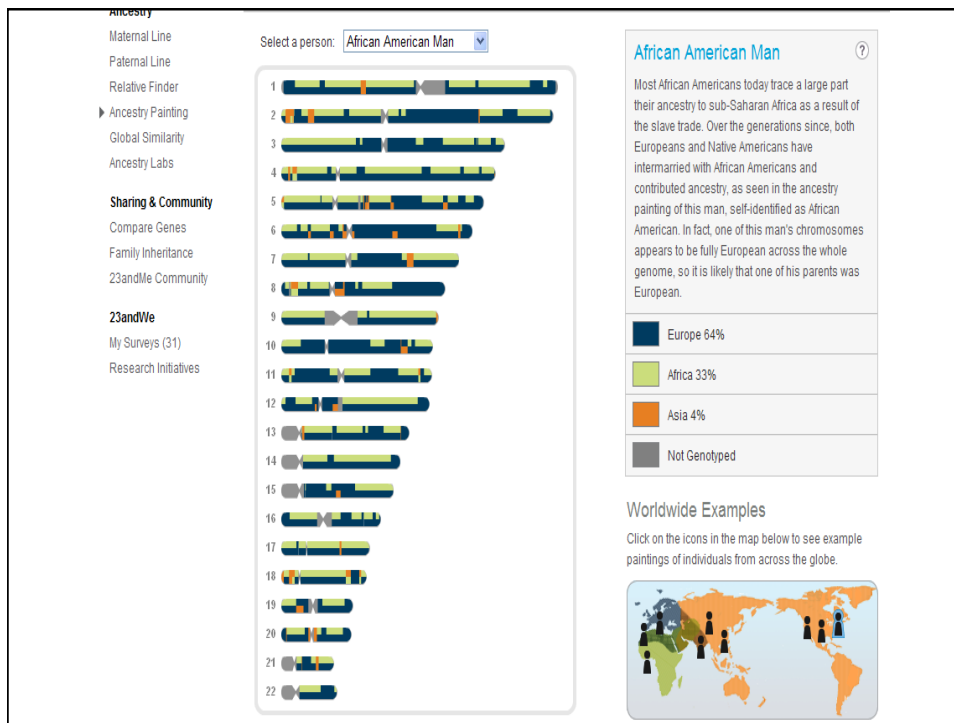 Ancestry
Maternal Line
Paternal Line
Relative Finder
Ancestry Painting
Global Similarity
Ancestry Labs
Sharing & Community
Compare Genes
Family Inheritance
23andMe Community
23andWe
My Surveys (31)
Research Initiatives
Select a person: African American Man
1
2
3
4
5
6
7
8
9
10
11
12
13
14
15
16
17
18
19
20
21
22
African American Man ?
Most African Americans today trace a large part
their ancestry to sub-Saharan Africa as a result of
the slave trade. Over the generations since, both
Europeans and Native Americans have
intermarried with African Americans and
contributed ancestry, as seen in the ancestry
painting of this man, self-identified as African
American. In fact, one of this man's chromosomes
appears to be fully European across the whole
genome, so it is likely that one of his parents was
European.
Europe 64%
Africa 33%
Asia 4%
Not Genotyped
Worldwide Examples
Click on the icons in the map below to see example
paintings of individuals from across the globe.